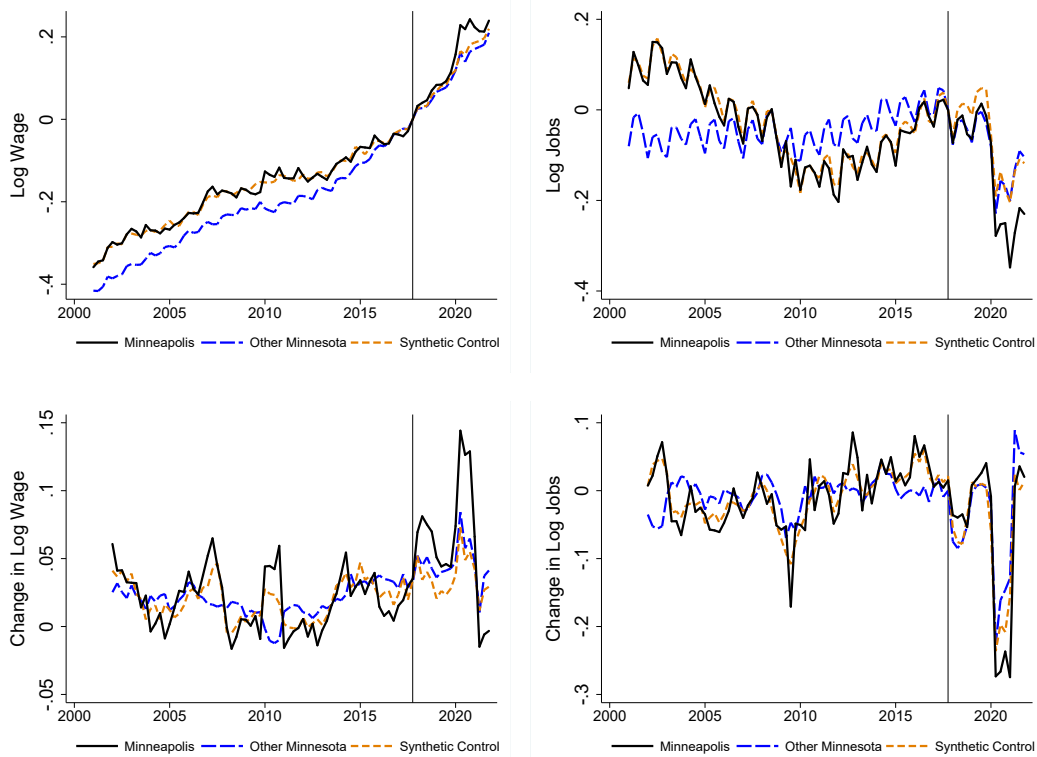 Log Wage
.2
0
-.2
-.4
2000 2005 2010 2015 2020
Minneapolis Other Minnesota Synthetic Control
Log Jobs
.2
0
-.2
-.4
2000 2005 2010 2015 2020
Minneapolis Other Minnesota Synthetic Control
Change in Log Wage
.15
.1
.05
0
-.05
2000 2005 2010 2015 2020
Minneapolis Other Minnesota Synthetic Control
Change in Log Jobs
.1
0
-.1
-.2
-.3
2000 2005 2010 2015 2020
Minneapolis Other Minnesota Synthetic Control